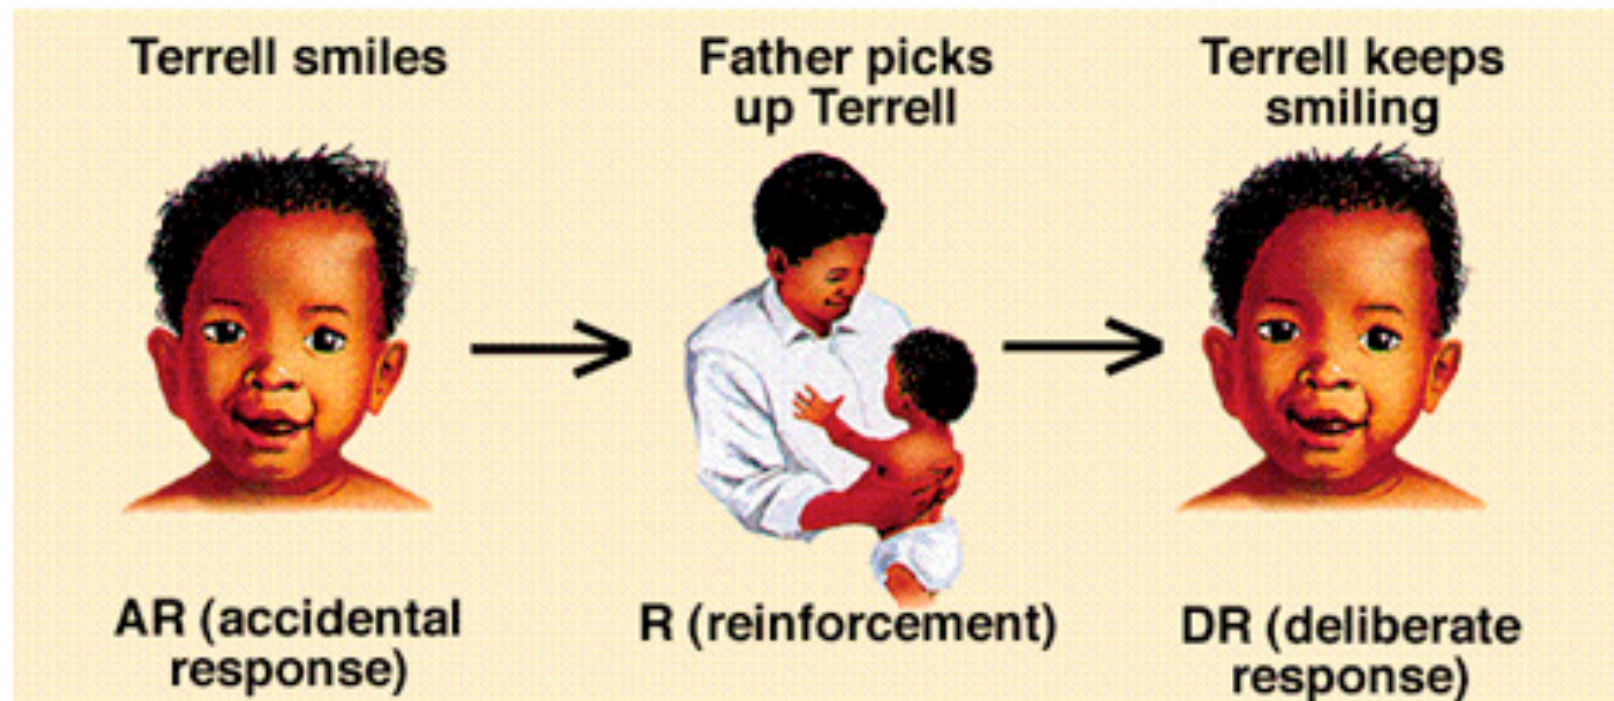 Terrell smiles
Father picks
up Terrell
Terrell keeps
smiling
AR (accidental
response)
R (reinforcement)
DR (deliberate
response)